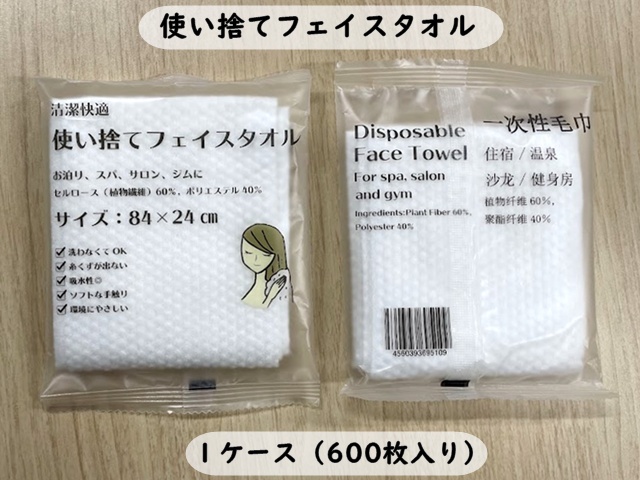 使い捨てフェイスタオル
清潔快適
使い捨てフェイスタオル
お泊り、スパ、サロン、ジムに
セルロース(植物繊維)60%、ポリエステル40%
サイズ：84×24㎝
洗わなくてOK
糸くずが出ない
吸水性◎
ソフトな手触り
環境にやさしい
Disposable
Face Towel
For spa, salon
and gym
Ingredients:Plant Fiber 60%,
Polyester 40%
一次性毛巾
住宿 / 温泉
沙龙 / 健身房
植物纤维 60%,
聚酯纤维 40%
4580393695109
1ケース（600枚入り）